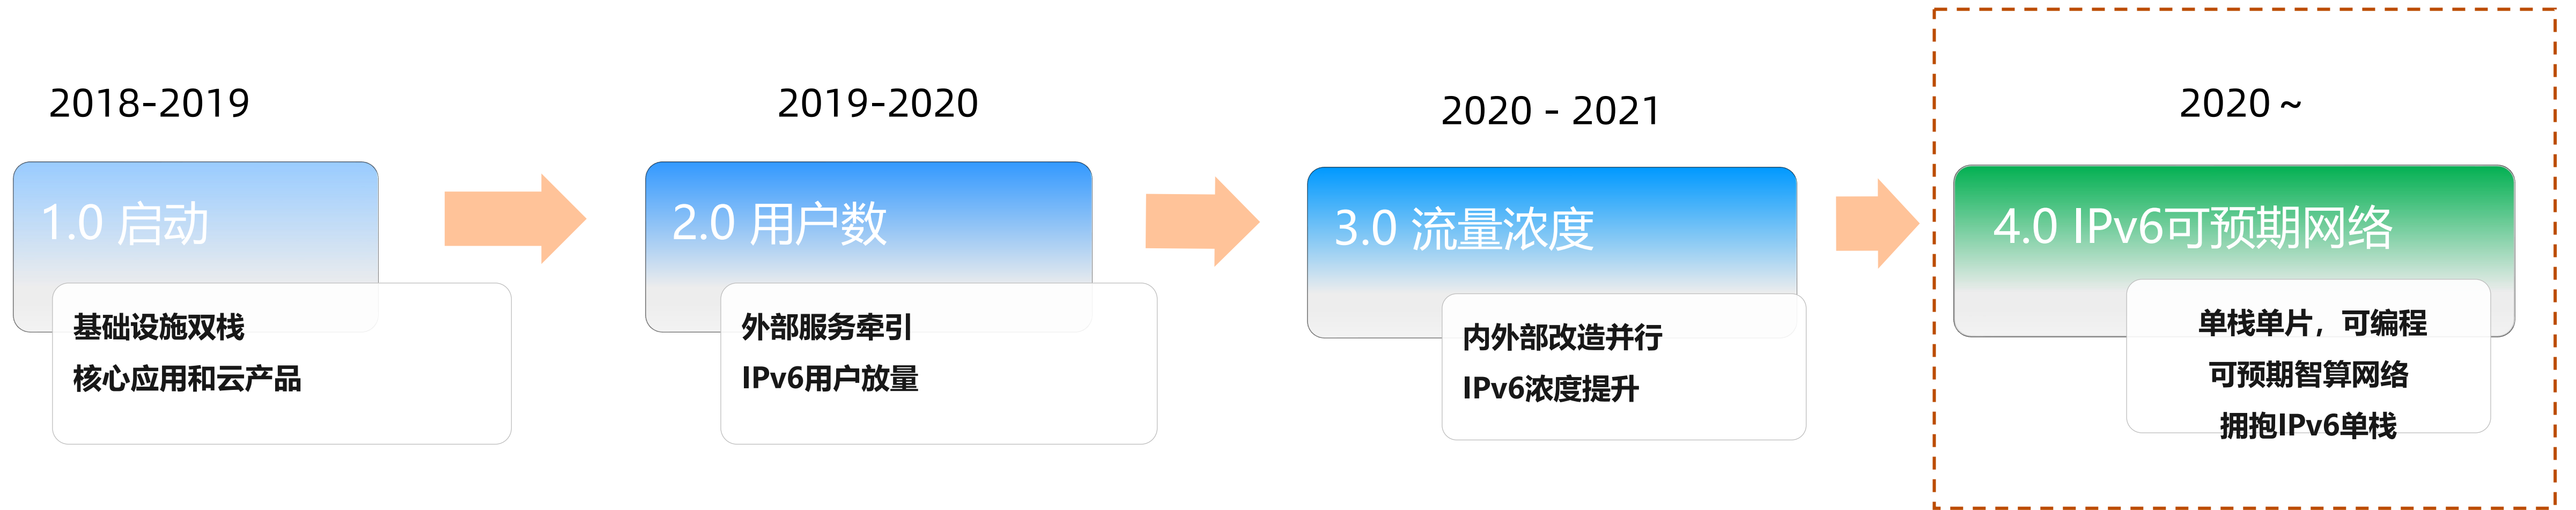 2018-2019
1.0 启动
基础设施双栈
核心应用和云产品
2019-2020
2.0 用户数
外部服务牵引
IPv6用户放量
2020 - 2021
3.0 流量浓度
内外部改造并行
IPv6浓度提升
2020～
4.0 IPv6可预期网络
单栈单片，可编程
可预期智算网络
拥抱IPv6单栈